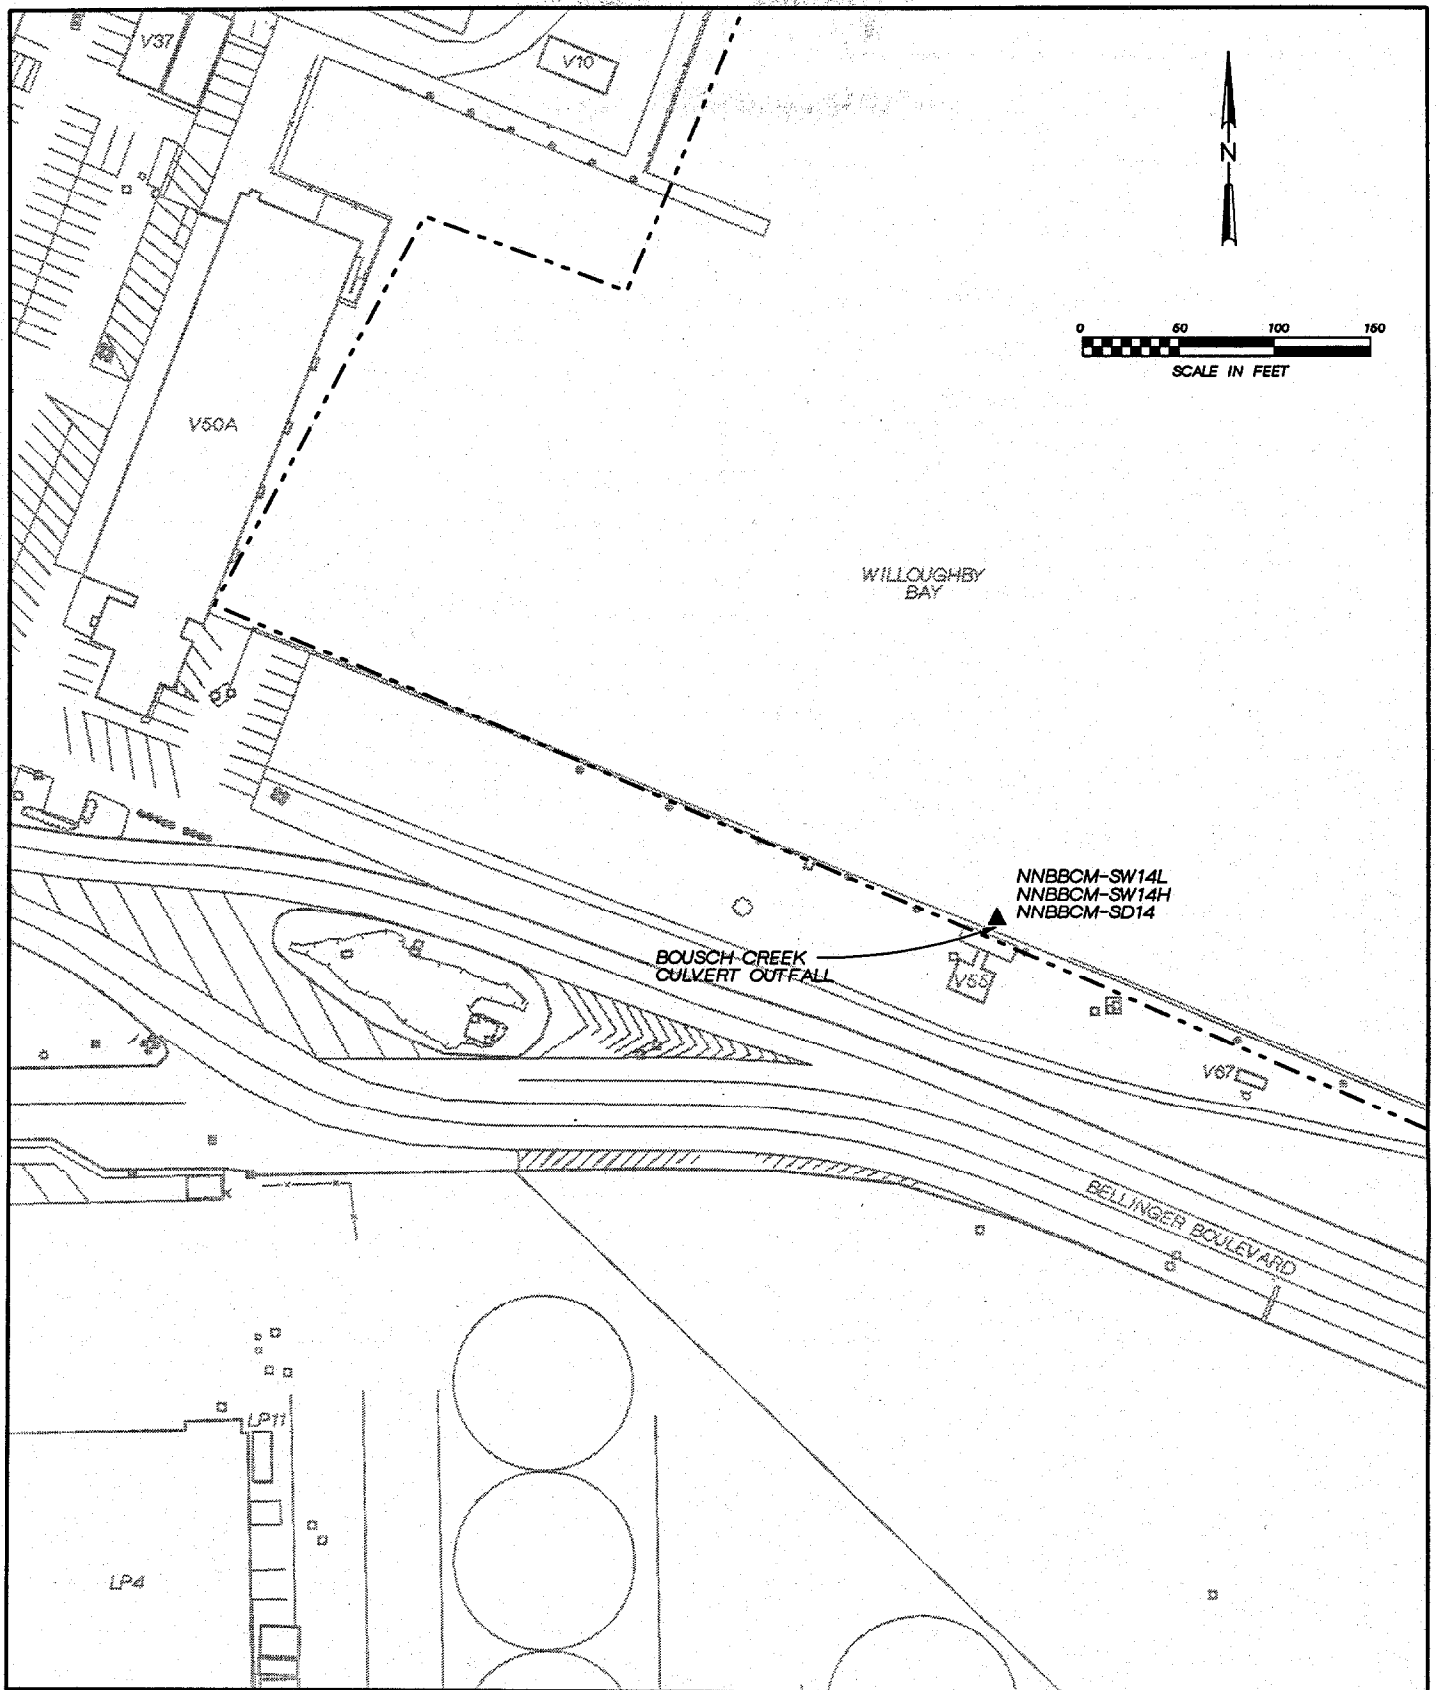 V37
V10
N
0 50 100 150
SCALE IN FEET
V50A
WILLOUGHBY
BAY
NNBBCM-SW14L
NNBBCM-SW14H
NNBBCM-SD14
BOUSCH CREEK
CULVERT OUTFALL
V55
V67
BELLINGER BOULEVARD
LP11
LP4